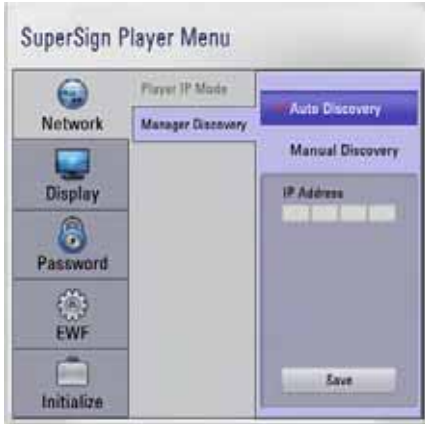 SuperSign Player Menu
Network
Display
Password
EWF
Initialize
Player IP Mode
Manager Discovery
Auto Discovery
Manual Discovery
IP Address
Save